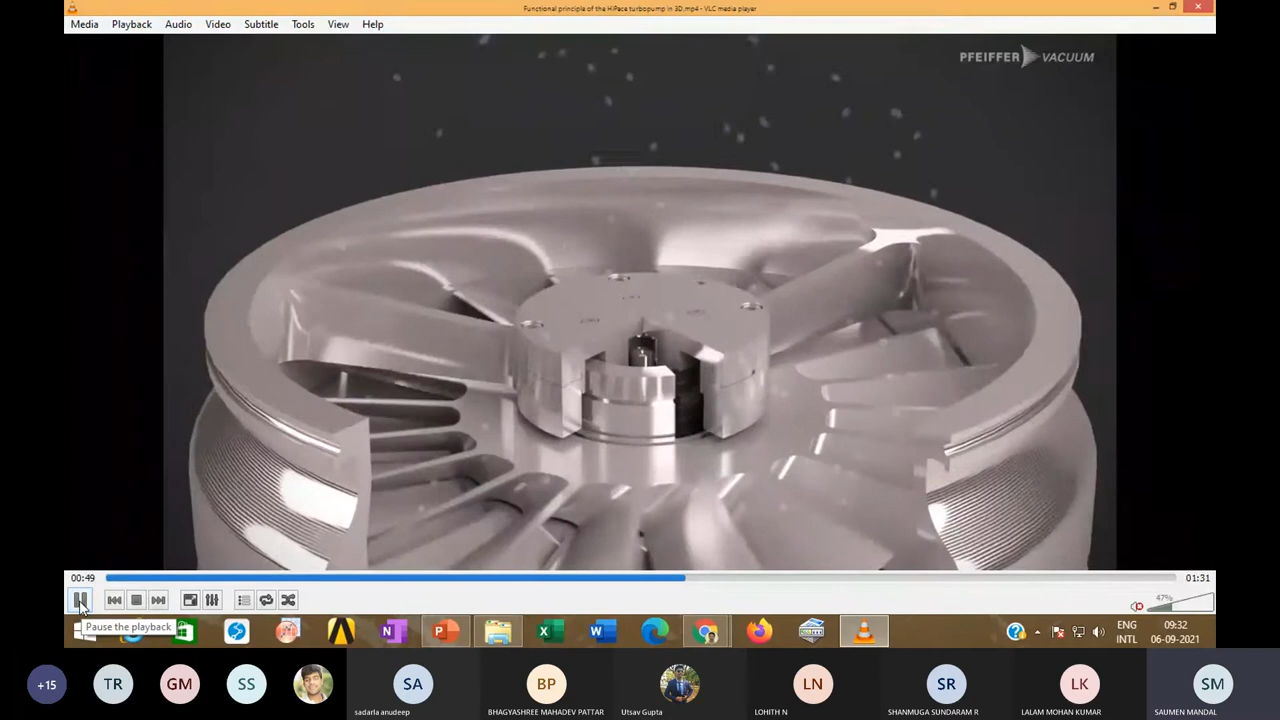 Functional principle of the HiPace turbopump in 3D.mp4 - VLC media player
Media Playback Audio Video Subtitle Tools View Help
PFEIFFER VACUUM
00:49 01:31
47%
Pause the playback
N P X W
ENG
INTL
09:32
06-09-2021
+15 TR GM SS SA BP LN SR LK SM
sadarla anudeep BHAGYASHREE MAHADEV PATTAR Utsav Gupta LOHITH N SHANMUGA SUNDARAM R LALAM MOHAN KUMAR SAUMEN MANDAL